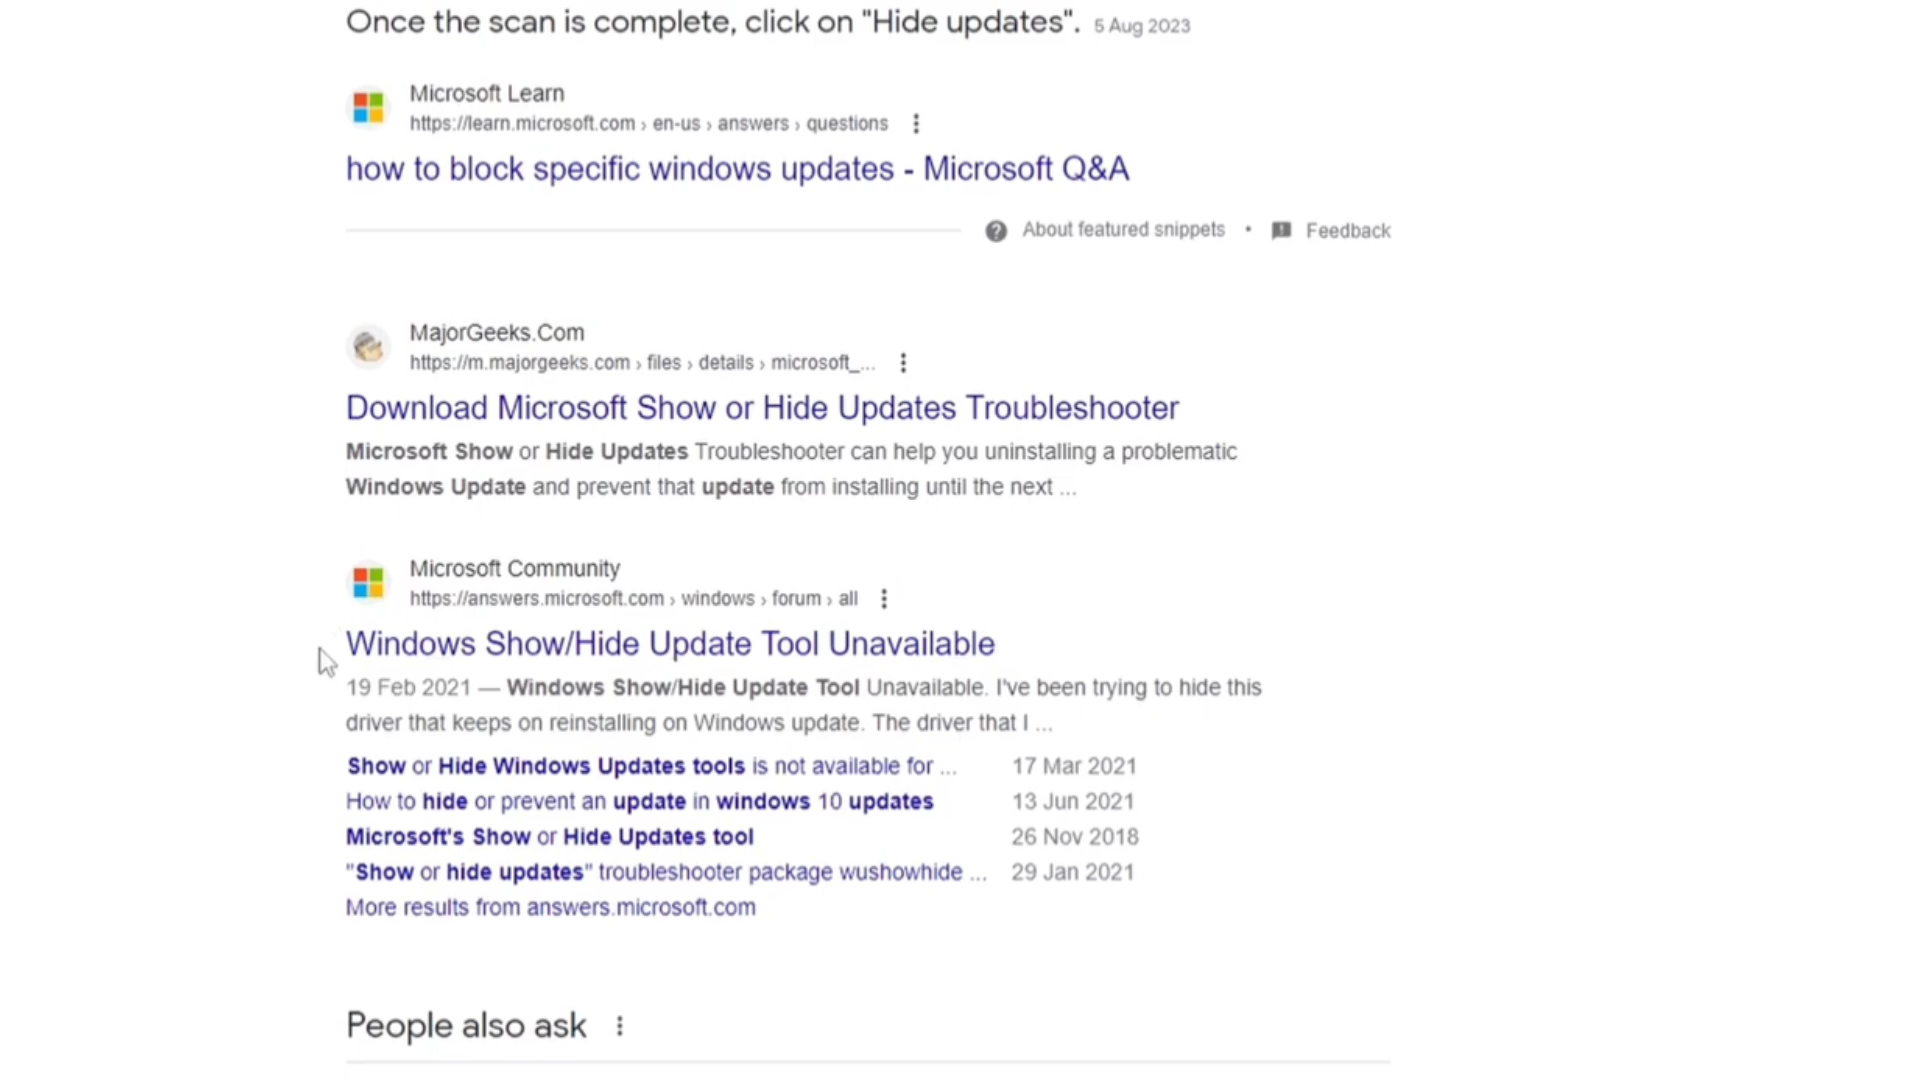 Once the scan is complete, click on "Hide updates". 5 Aug 2023
Microsoft Learn
https://learn.microsoft.com › en-us › answers › questions
how to block specific windows updates - Microsoft Q&A
About featured snippets • Feedback
MajorGeeks.Com
https://m.majorgeeks.com › files › details › microsoft_...
Download Microsoft Show or Hide Updates Troubleshooter
Microsoft Show or Hide Updates Troubleshooter can help you uninstalling a problematic
Windows Update and prevent that update from installing until the next ...
Microsoft Community
https://answers.microsoft.com › windows › forum › all
Windows Show/Hide Update Tool Unavailable
19 Feb 2021 — Windows Show/Hide Update Tool Unavailable. I've been trying to hide this
driver that keeps on reinstalling on Windows update. The driver that I ...
Show or Hide Windows Updates tools is not available for ... 17 Mar 2021
How to hide or prevent an update in windows 10 updates 13 Jun 2021
Microsoft's Show or Hide Updates tool 26 Nov 2018
"Show or hide updates" troubleshooter package wushowhide ... 29 Jan 2021
More results from answers.microsoft.com
People also ask